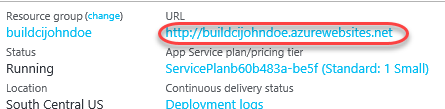 Resource group (change)
buildcijohndoe
Status
Running
Location
South Central US
URL
http://buildcijohndoe.azurewebsites.net
App Service plan/pricing tier
ServicePlanb60b483a-be5f (Standard: 1 Small)
Continuous delivery status
Deployment logs